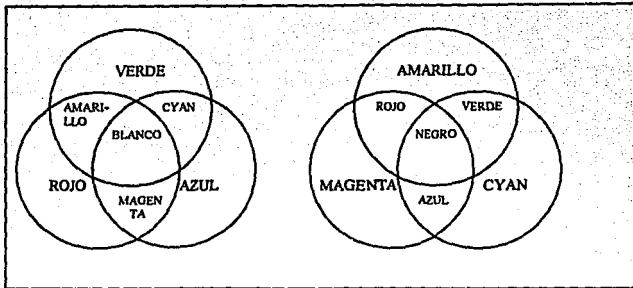 VERDE
AMARI-
LLO
CYAN
BLANCO
ROJO
AZUL
MAGEN
TA
AMARILLO
ROJO
VERDE
NEGRO
MAGENTA
CYAN
AZUL